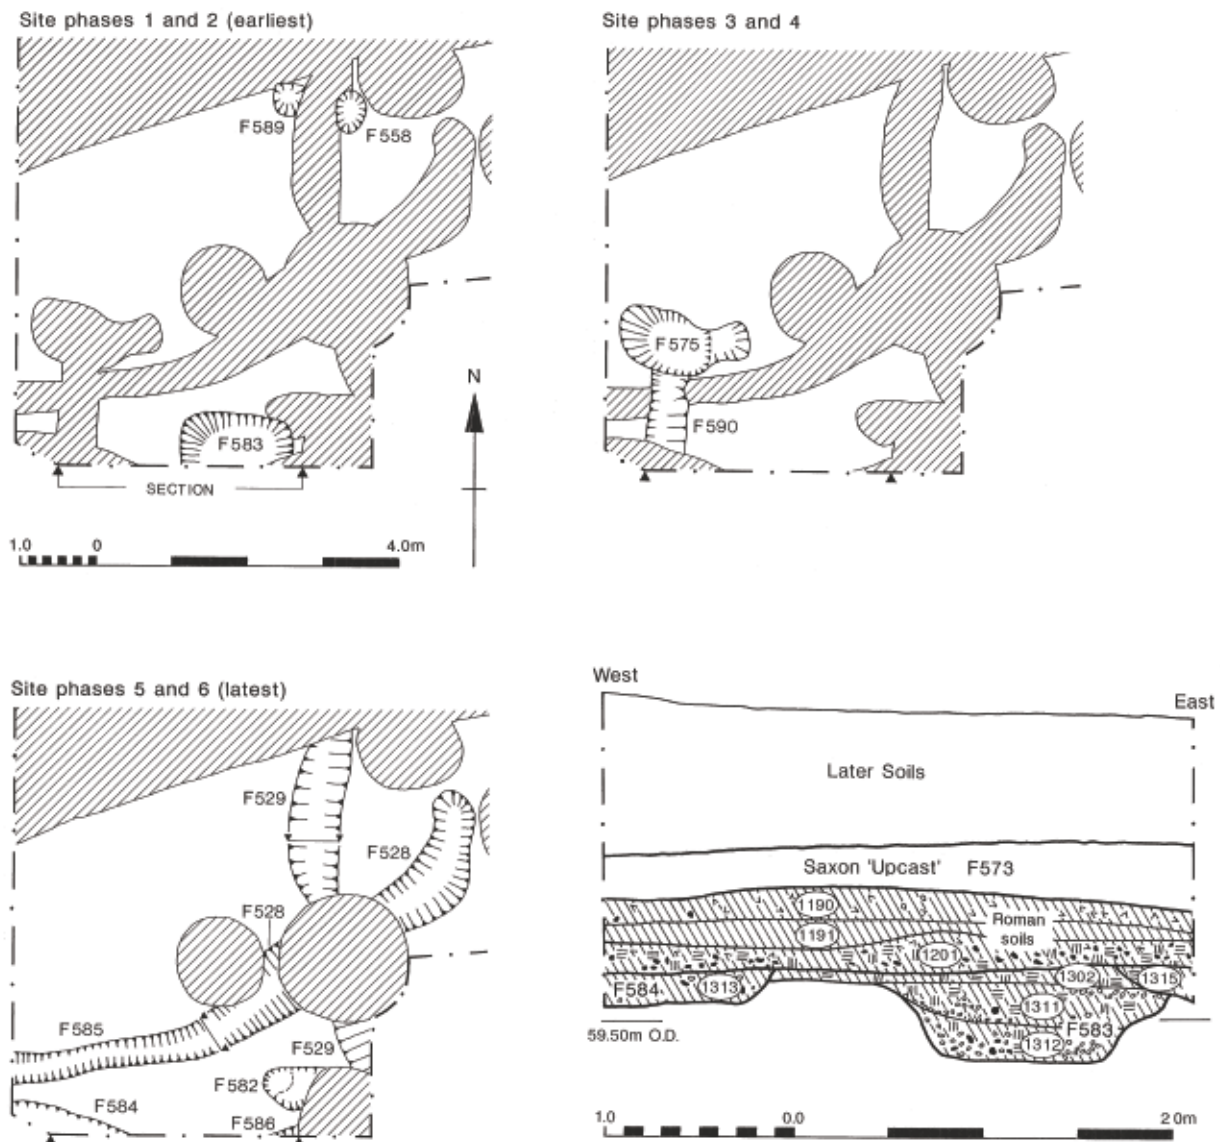 Site phases 1 and 2 (earliest)
F589
F558
F583
SECTION
N
1.0 0 4.0m
Site phases 3 and 4
F575
F590
Site phases 5 and 6 (latest)
F529
F528
F528
F585
F529
F582
F584
F586
West
East
Later Soils
Saxon 'Upcast' F573
1190
Roman
soils
1191
1201
1302
1315
F584
1313
1311
F583
1312
59.50m O.D.
1.0 0.0 20m